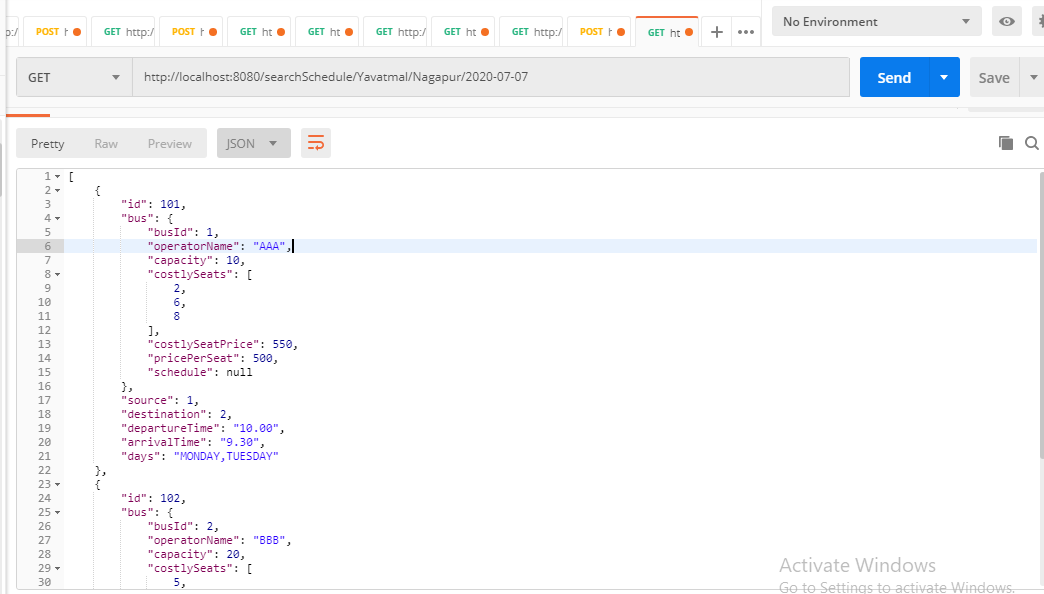 POST h GET http:/ POST h GET ht GET ht GET http:/ GET ht GET http:/ POST h GET ht + •••
No Environment
GET http://localhost:8080/searchSchedule/Yavatmal/Nagapur/2020-07-07 Send Save
Pretty Raw Preview JSON
1 [
2 {
3 "id": 101,
4 "bus": {
5 "busId": 1,
6 "operatorName": "AAA",
7 "capacity": 10,
8 "costlySeats": [
9 2,
10 6,
11 8
12 ],
13 "costlySeatPrice": 550,
14 "pricePerSeat": 500,
15 "schedule": null
16 },
17 "source": 1,
18 "destination": 2,
19 "departureTime": "10.00",
20 "arrivalTime": "9.30",
21 "days": "MONDAY,TUESDAY"
22 },
23 {
24 "id": 102,
25 "bus": {
26 "busId": 2,
27 "operatorName": "BBB",
28 "capacity": 20,
29 "costlySeats": [
30 5,
Activate Windows
Go to Settings to activate Windows.